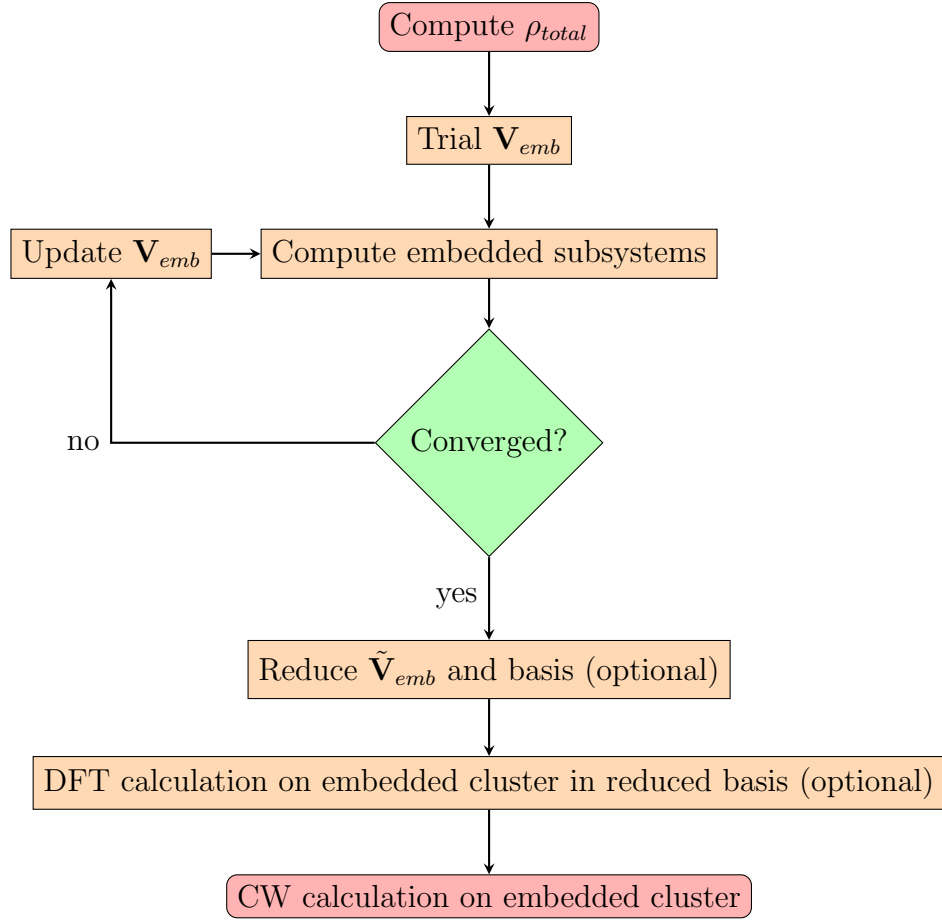 Compute ρ_total
Trial V_emb
Update V_emb
Compute embedded subsystems
Converged?
no
yes
Reduce Ṽ_emb and basis (optional)
DFT calculation on embedded cluster in reduced basis (optional)
CW calculation on embedded cluster